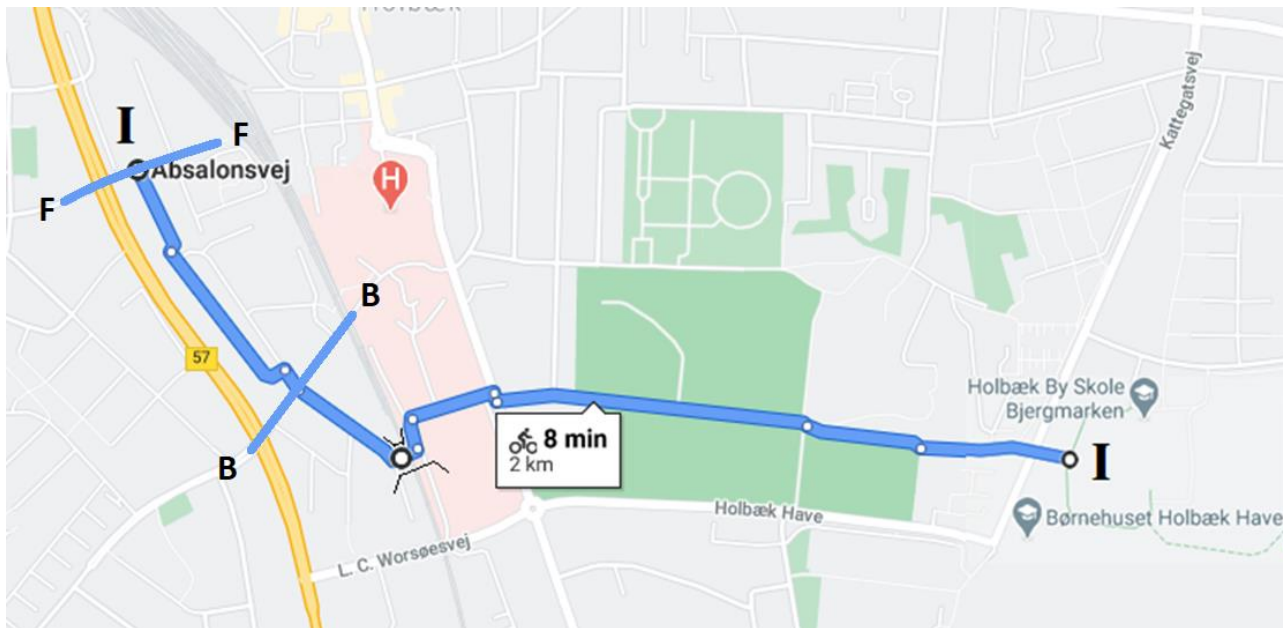 Holbæk
I
F
Absalonsvej
F
H
Kattegatsvej
B
57
Holbæk By Skole
Bjergmarken
8 min
2 km
B
I
Holbæk Have
Børnehuset Holbæk Have
L. C. Worsøesvej